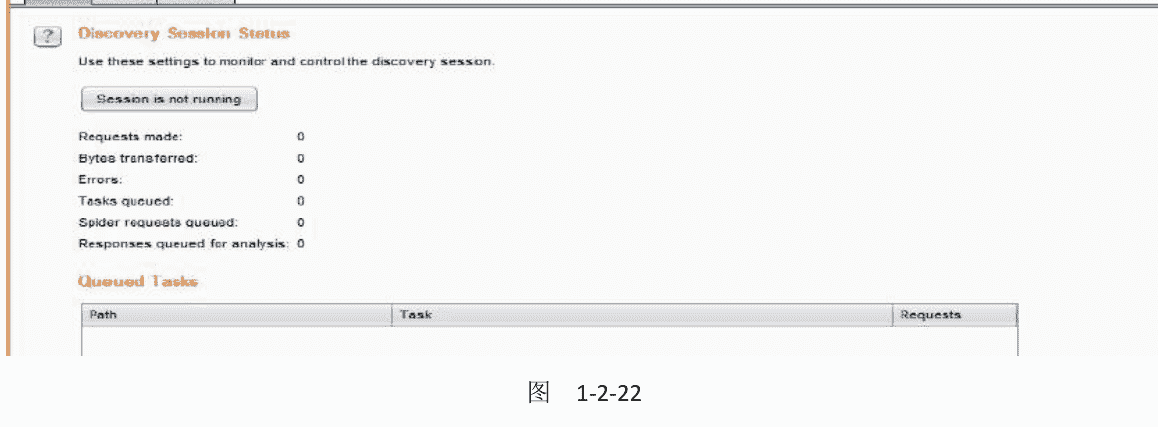 ?
Discovery Session Status
Use these settings to monitor and control the discovery sesson.
Session is not running
Requests made: 0
Bytes transferred: 0
Errors: 0
Tasks queued: 0
Spider requests queued: 0
Responses queued for analysis: 0
Queued Tasks
Path Task Requests
图 1-2-22